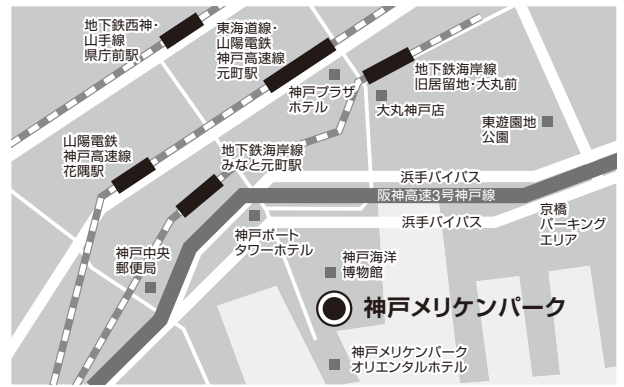 地下鉄西神・
山手線
県庁前駅
東海道線・
山陽電鉄
神戸高速線
元町駅
地下鉄海岸線
旧居留地・大丸前
神戸プラザ
ホテル
大丸神戸店
東遊園地
公園
山陽電鉄
神戸高速線
花隈駅
地下鉄海岸線
みなと元町駅
浜手バイパス
阪神高速3号神戸線
浜手バイパス
京橋
パーキング
エリア
神戸ポート
タワーホテル
神戸中央
郵便局
神戸海洋
博物館
神戸メリケンパーク
神戸メリケンパーク
オリエンタルホテル